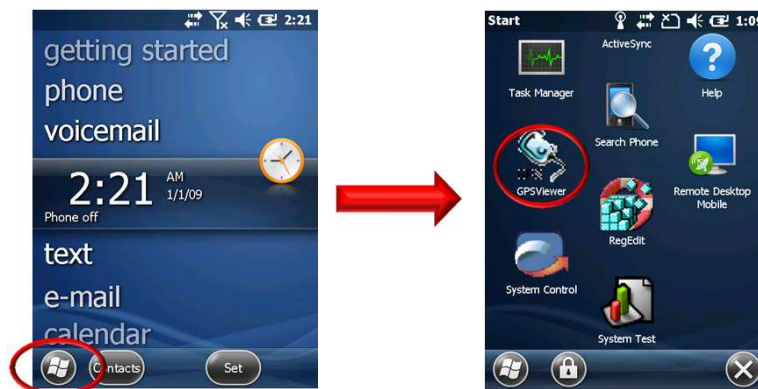 2:21
getting started
phone
voicemail
2:21 AM
1/1/09
Phone off
text
e-mail
calendar
Contacts
Set
Start
1:09
ActiveSync
Task Manager
Help
Search Phone
GPSViewer
Remote Desktop
Mobile
RegEdit
System Control
System Test